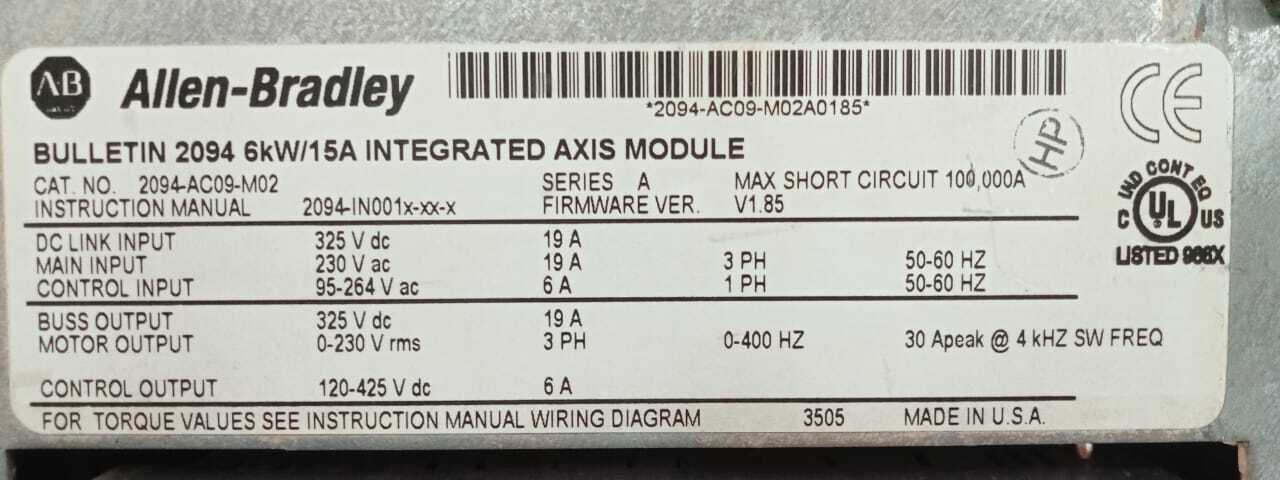 AB Allen-Bradley
*2094-AC09-M02A0185*
HP
CE
BULLETIN 2094 6kW/15A INTEGRATED AXIS MODULE
CAT. NO. 2094-AC09-M02 SERIES A MAX SHORT CIRCUIT 100,000A
INSTRUCTION MANUAL 2094-IN001x-xx-x FIRMWARE VER. V1.85
IND CONT EQ
C UL US
LISTED 966X
DC LINK INPUT 325 V dc 19 A
MAIN INPUT 230 V ac 19 A 3 PH 50-60 HZ
CONTROL INPUT 95-264 V ac 6 A 1 PH 50-60 HZ
BUSS OUTPUT 325 V dc 19 A
MOTOR OUTPUT 0-230 V rms 3 PH 0-400 HZ 30 Apeak @ 4 kHZ SW FREQ
CONTROL OUTPUT 120-425 V dc 6 A
FOR TORQUE VALUES SEE INSTRUCTION MANUAL WIRING DIAGRAM 3505 MADE IN U.S.A.